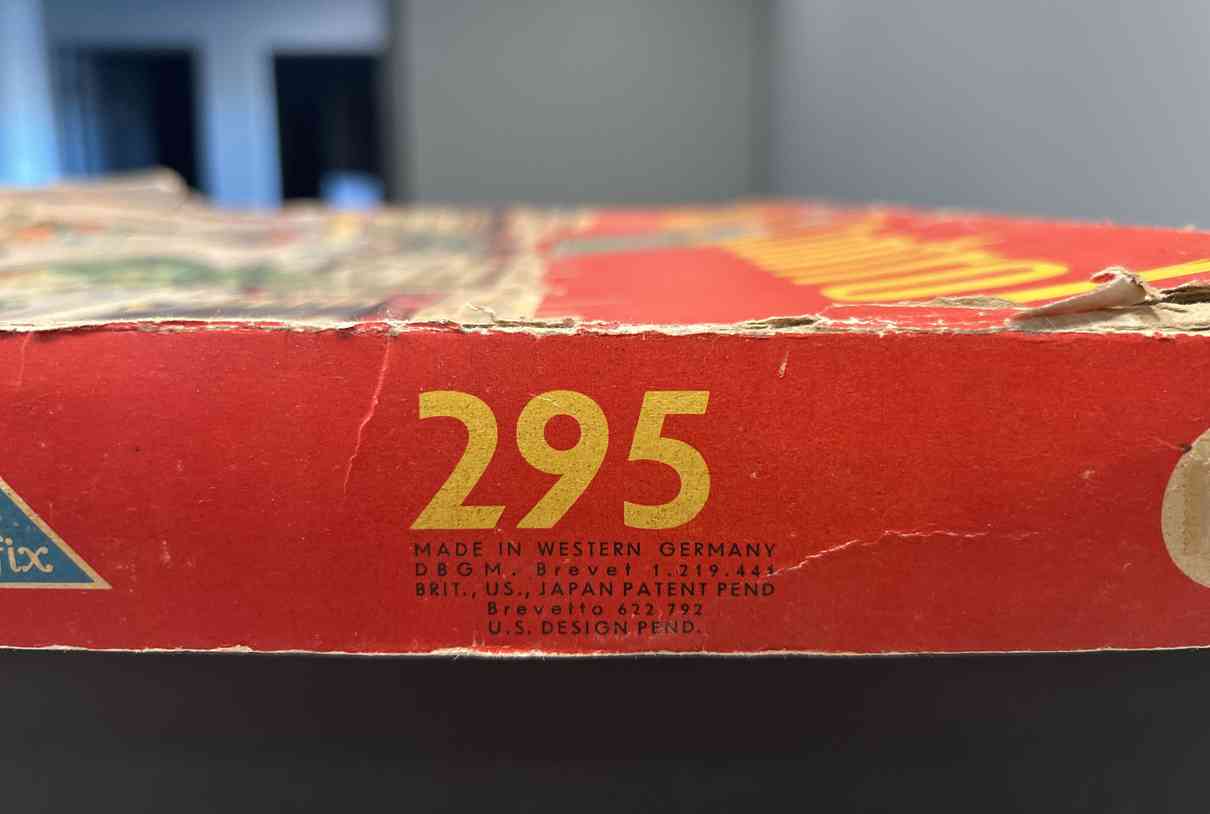 295
MADE IN WESTERN GERMANY
DBGM. Brevet 1.219.441
BRIT., US., JAPAN PATENT PEND
Brevetto 622 792
U.S. DESIGN PEND.
fix